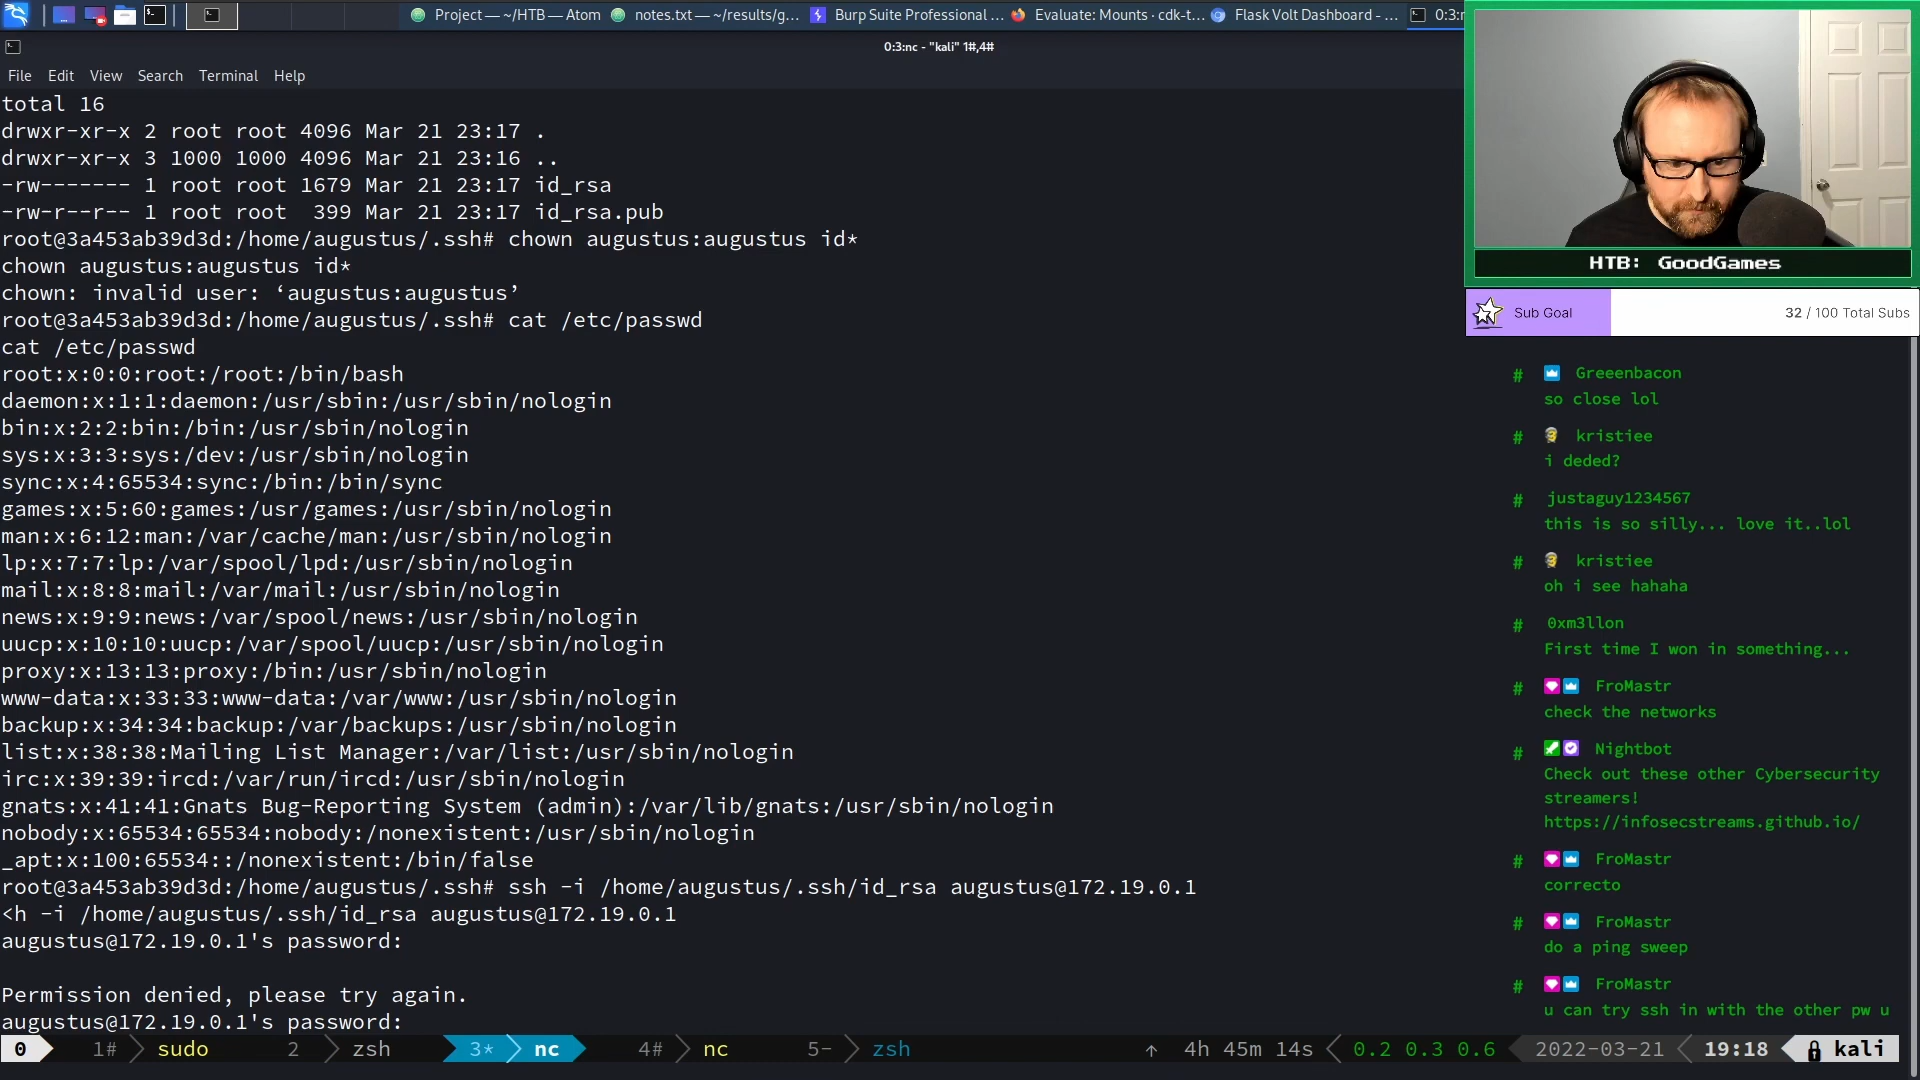 Project — ~/HTB — Atom
notes.txt — ~/results/g...
Burp Suite Professional ...
Evaluate: Mounts · cdk-t...
Flask Volt Dashboard - ...
0:3:n
0:3:nc - "kali" 1#,4#
File Edit View Search Terminal Help
total 16
drwxr-xr-x 2 root root 4096 Mar 21 23:17 .
drwxr-xr-x 3 1000 1000 4096 Mar 21 23:16 ..
-rw------- 1 root root 1679 Mar 21 23:17 id_rsa
-rw-r--r-- 1 root root  399 Mar 21 23:17 id_rsa.pub
root@3a453ab39d3d:/home/augustus/.ssh# chown augustus:augustus id*
chown augustus:augustus id*
chown: invalid user: ‘augustus:augustus’
root@3a453ab39d3d:/home/augustus/.ssh# cat /etc/passwd
cat /etc/passwd
root:x:0:0:root:/root:/bin/bash
daemon:x:1:1:daemon:/usr/sbin:/usr/sbin/nologin
bin:x:2:2:bin:/bin:/usr/sbin/nologin
sys:x:3:3:sys:/dev:/usr/sbin/nologin
sync:x:4:65534:sync:/bin:/bin/sync
games:x:5:60:games:/usr/games:/usr/sbin/nologin
man:x:6:12:man:/var/cache/man:/usr/sbin/nologin
lp:x:7:7:lp:/var/spool/lpd:/usr/sbin/nologin
mail:x:8:8:mail:/var/mail:/usr/sbin/nologin
news:x:9:9:news:/var/spool/news:/usr/sbin/nologin
uucp:x:10:10:uucp:/var/spool/uucp:/usr/sbin/nologin
proxy:x:13:13:proxy:/bin:/usr/sbin/nologin
www-data:x:33:33:www-data:/var/www:/usr/sbin/nologin
backup:x:34:34:backup:/var/backups:/usr/sbin/nologin
list:x:38:38:Mailing List Manager:/var/list:/usr/sbin/nologin
irc:x:39:39:ircd:/var/run/ircd:/usr/sbin/nologin
gnats:x:41:41:Gnats Bug-Reporting System (admin):/var/lib/gnats:/usr/sbin/nologin
nobody:x:65534:65534:nobody:/nonexistent:/usr/sbin/nologin
_apt:x:100:65534::/nonexistent:/bin/false
root@3a453ab39d3d:/home/augustus/.ssh# ssh -i /home/augustus/.ssh/id_rsa augustus@172.19.0.1
<h -i /home/augustus/.ssh/id_rsa augustus@172.19.0.1
augustus@172.19.0.1's password:
Permission denied, please try again.
augustus@172.19.0.1's password:
0 1# sudo 2 zsh 3* nc 4# nc 5- zsh ↑ 4h 45m 14s 0.2 0.3 0.6 2022-03-21 19:18 kali
HTB: GoodGames
Sub Goal 32 / 100 Total Subs
# Greeenbacon
so close lol
# kristiee
i deded?
# justaguy1234567
this is so silly... love it..lol
# kristiee
oh i see hahaha
# 0xm3llon
First time I won in something...
# FroMastr
check the networks
# Nightbot
Check out these other Cybersecurity
streamers!
https://infosecstreams.github.io/
# FroMastr
correcto
# FroMastr
do a ping sweep
# FroMastr
u can try ssh in with the other pw u